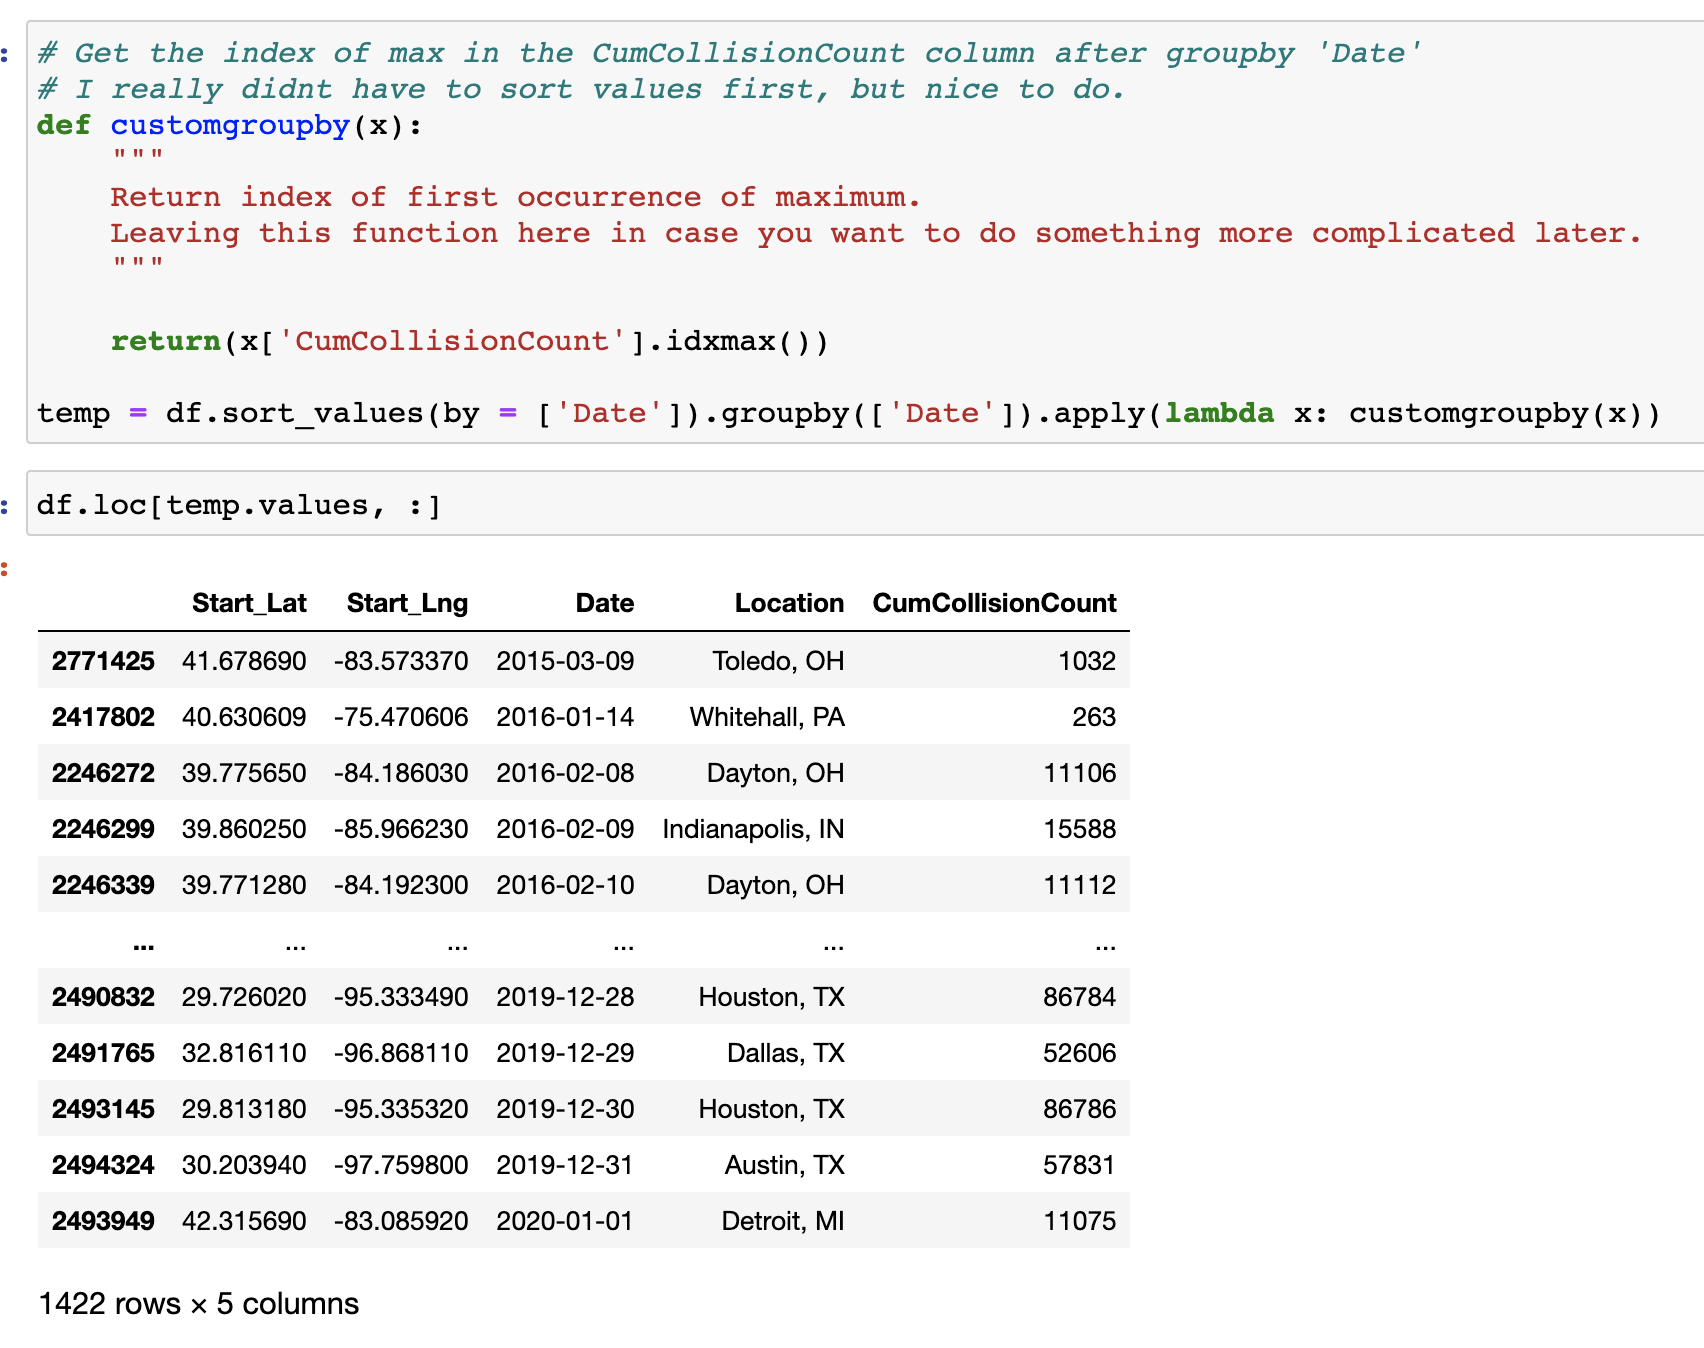 :
# Get the index of max in the CumCollisionCount column after groupby 'Date'
# I really didnt have to sort values first, but nice to do.
def customgroupby(x):
    """
    Return index of first occurrence of maximum.
    Leaving this function here in case you want to do something more complicated later.
    """

    return(x['CumCollisionCount'].idxmax())

temp = df.sort_values(by = ['Date']).groupby(['Date']).apply(lambda x: customgroupby(x))
:
df.loc[temp.values, :]
:
Start_Lat Start_Lng Date Location CumCollisionCount
2771425 41.678690 -83.573370 2015-03-09 Toledo, OH 1032
2417802 40.630609 -75.470606 2016-01-14 Whitehall, PA 263
2246272 39.775650 -84.186030 2016-02-08 Dayton, OH 11106
2246299 39.860250 -85.966230 2016-02-09 Indianapolis, IN 15588
2246339 39.771280 -84.192300 2016-02-10 Dayton, OH 11112
... ... ... ... ... ...
2490832 29.726020 -95.333490 2019-12-28 Houston, TX 86784
2491765 32.816110 -96.868110 2019-12-29 Dallas, TX 52606
2493145 29.813180 -95.335320 2019-12-30 Houston, TX 86786
2494324 30.203940 -97.759800 2019-12-31 Austin, TX 57831
2493949 42.315690 -83.085920 2020-01-01 Detroit, MI 11075
1422 rows × 5 columns